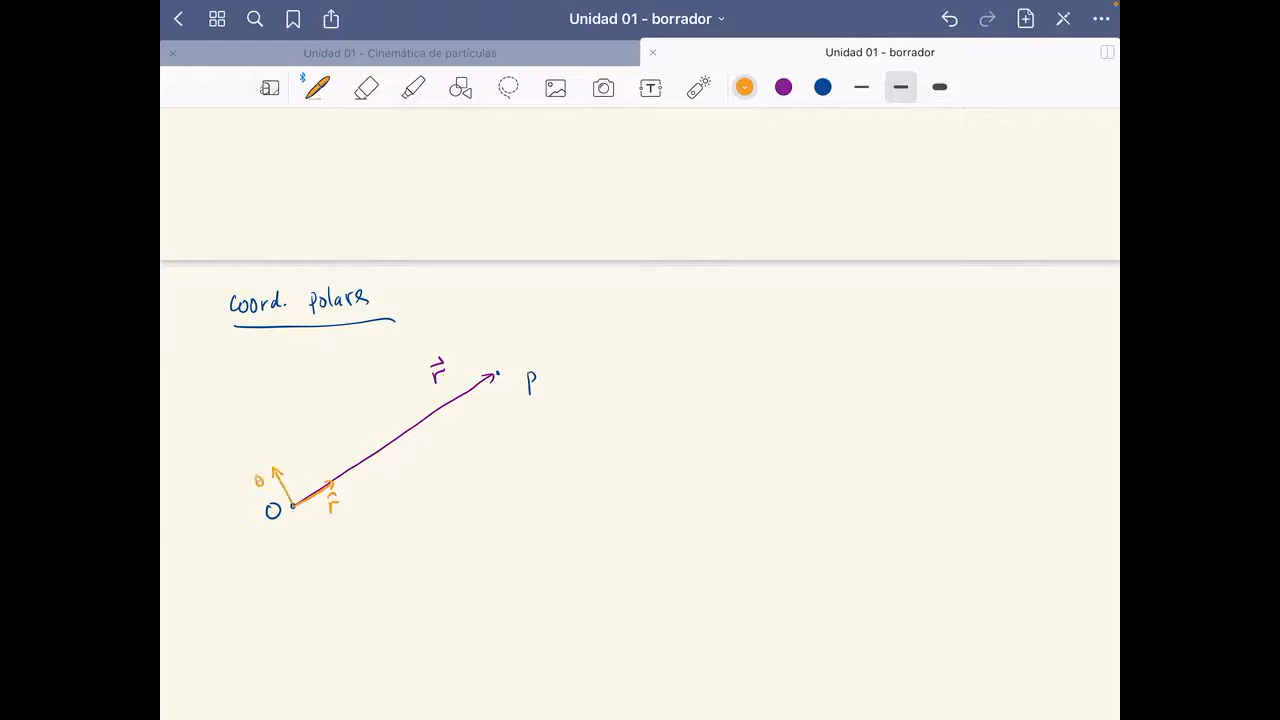 Unidad 01 - borrador
Unidad 01 - Cinemática de partículas
Unidad 01 - borrador
T
coord. polares
r⃗
P
θ
O
r̂